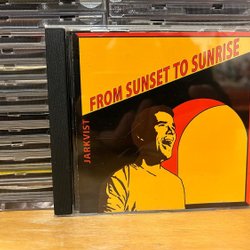 FROM SUNSET TO SUNRISE
JARKVIST